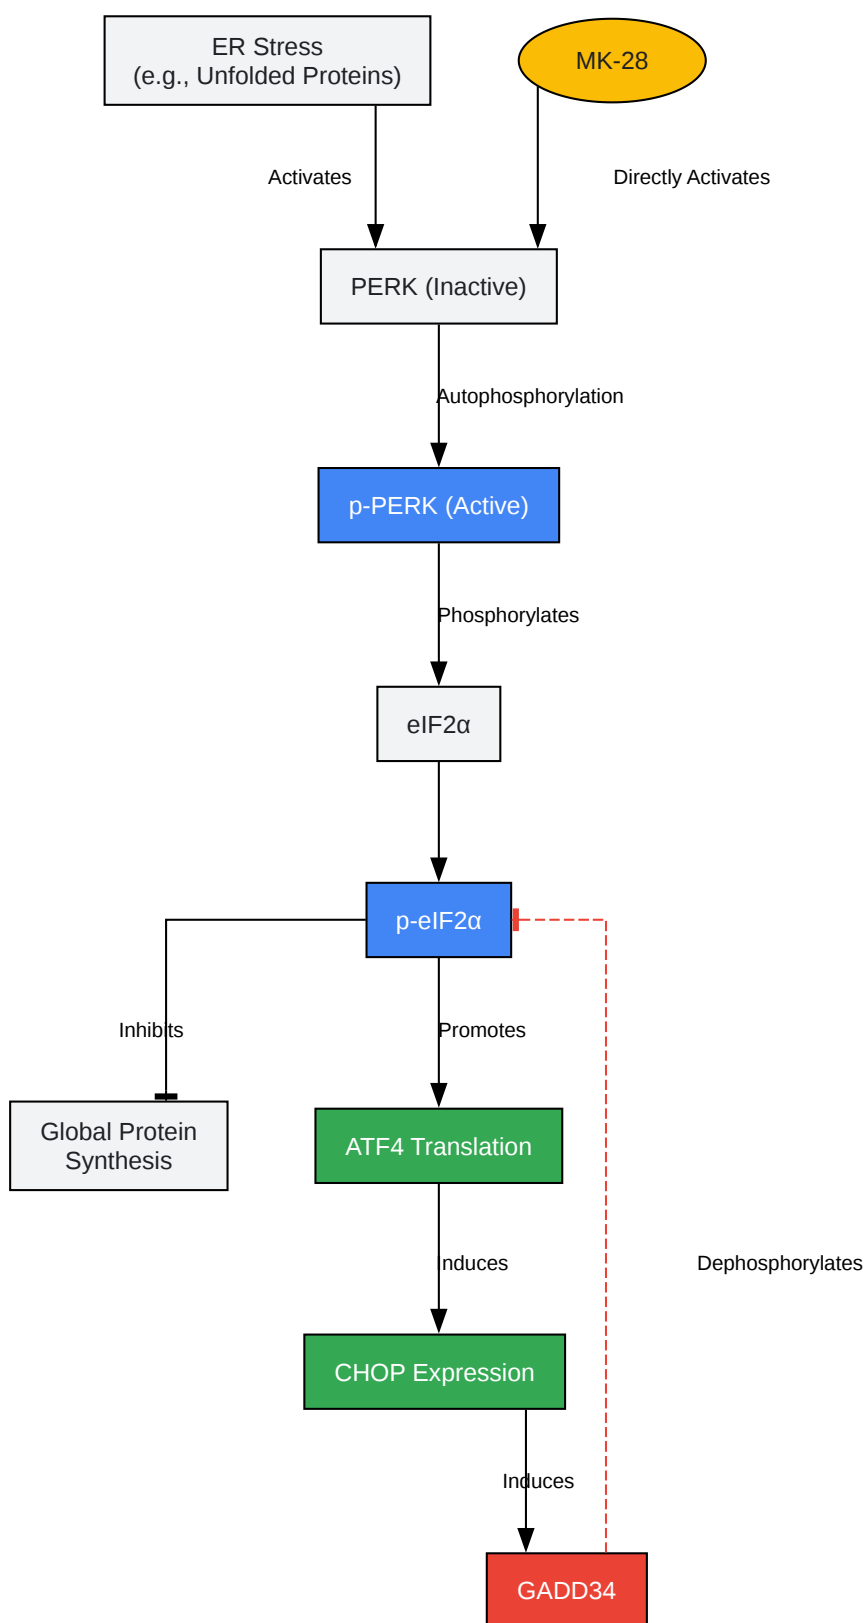 ER Stress
(e.g., Unfolded Proteins)
MK-28
Activates
Directly Activates
PERK (Inactive)
Autophosphorylation
p-PERK (Active)
Phosphorylates
eIF2α
p-eIF2α
Inhibits
Promotes
Global Protein
Synthesis
ATF4 Translation
Induces
Dephosphorylates
CHOP Expression
Induces
GADD34